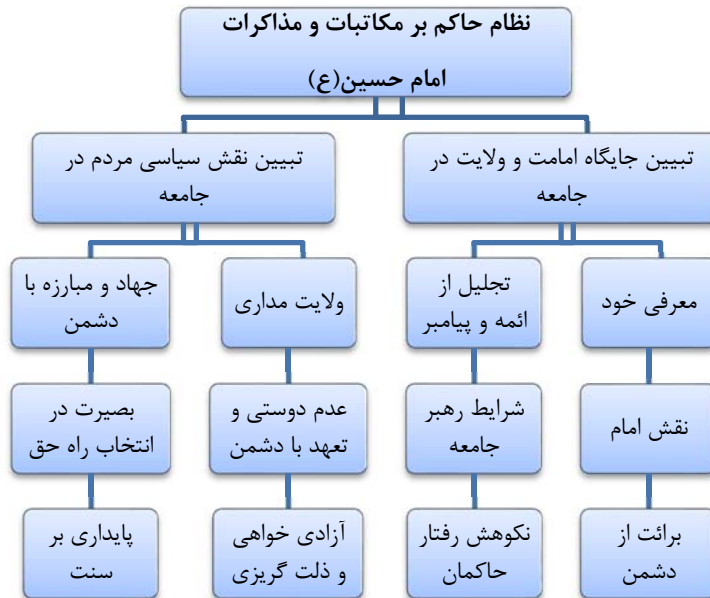 نظام حاکم بر مکاتبات و مذاکرات
امام حسین(ع)
تبیین جایگاه امامت و ولایت در
جامعه
تبیین نقش سیاسی مردم در
جامعه
معرفی خود
تجلیل از
ائمه و پیامبر
ولایت مداری
جهاد و مبارزه با
دشمن
نقش امام
شرایط رهبر
جامعه
عدم دوستی و
تعهد با دشمن
بصیرت در
انتخاب راه حق
برائت از
دشمن
نکوهش رفتار
حاکمان
آزادی خواهی
و ذلت گریزی
پایداری بر
سنت